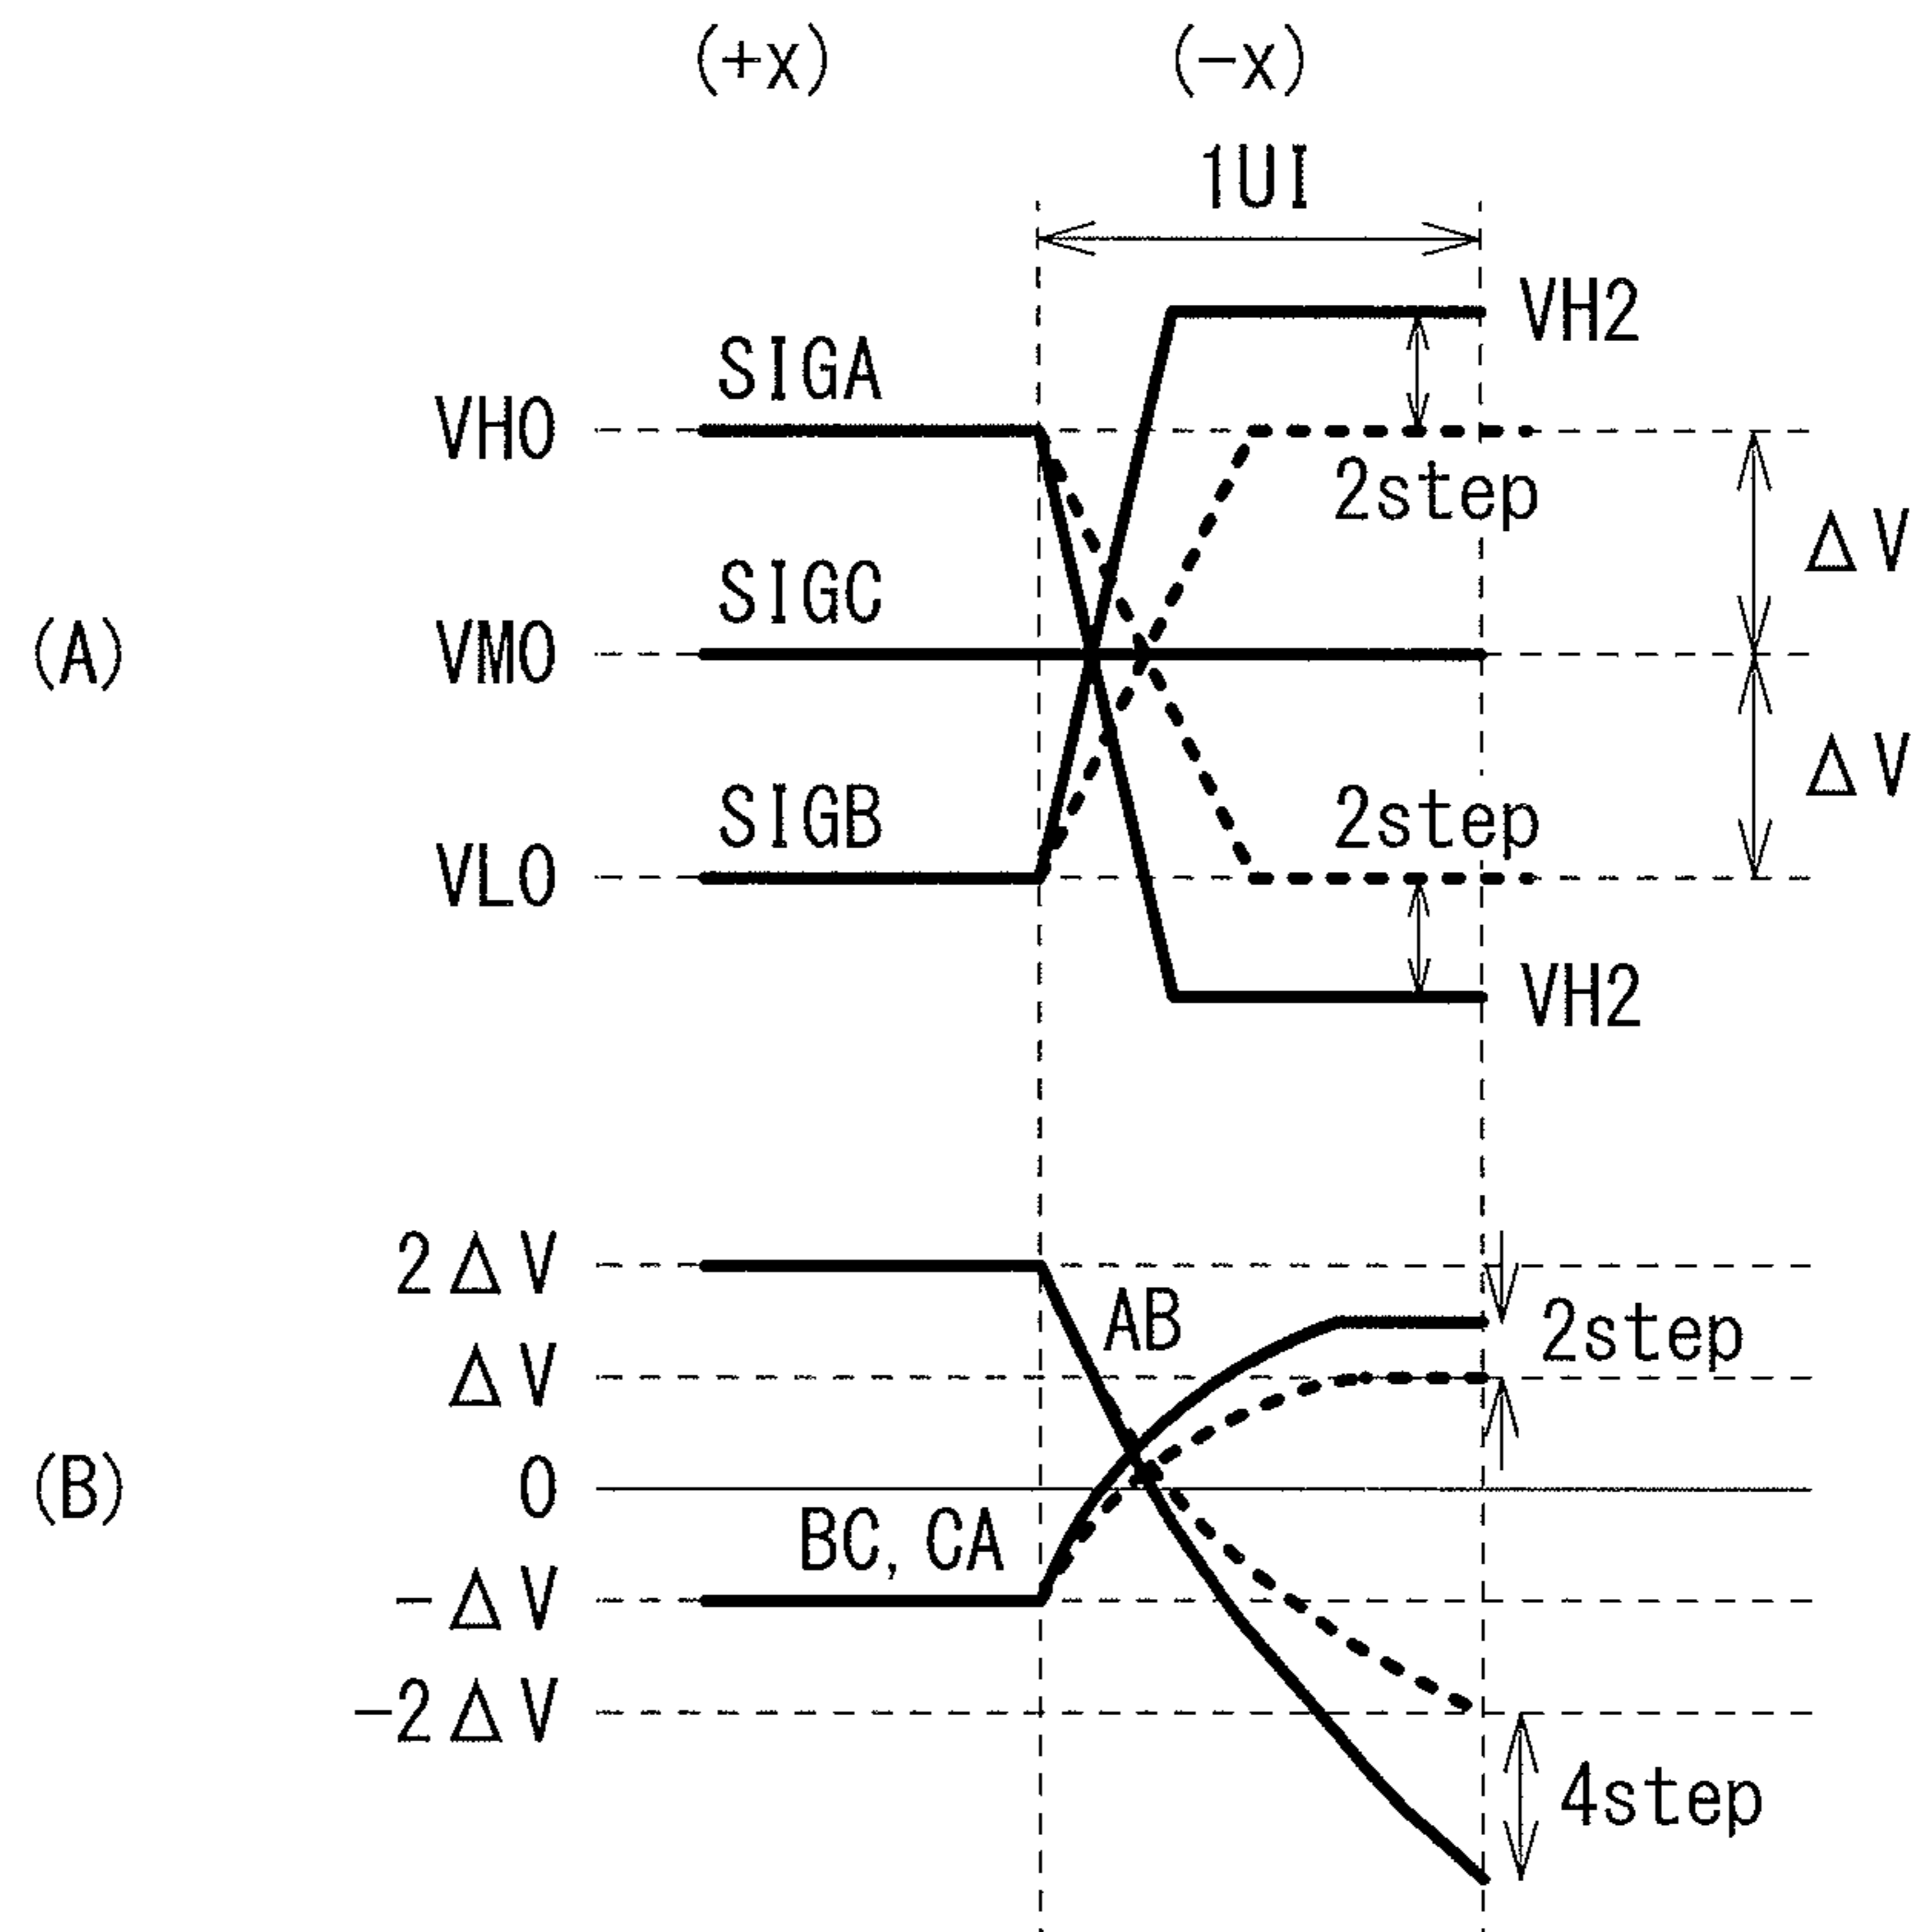 (+x) (-x)
1UI
VH2
SIGA
VH0
2step
ΔV
SIGC
(A) VM0
ΔV
SIGB
2step
VL0
VH2
2ΔV
AB
2step
ΔV
(B) 0
BC, CA
-ΔV
-2ΔV
4step